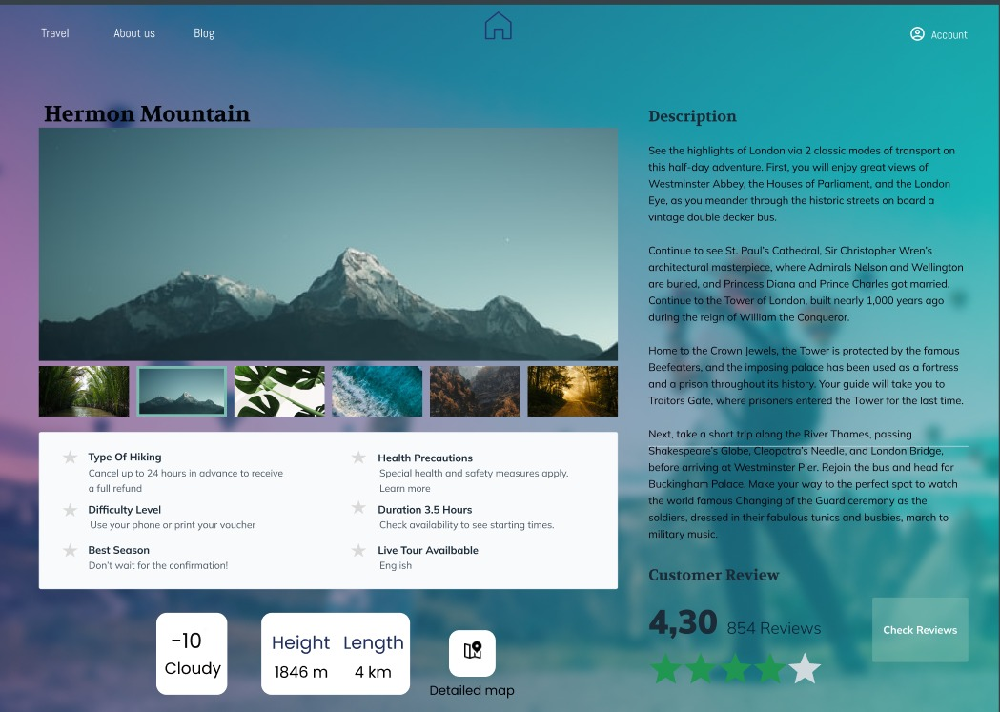 Travel
About us
Blog
Account
Hermon Mountain
Type Of Hiking
Cancel up to 24 hours in advance to receive
a full refund
Difficulty Level
Use your phone or print your voucher
Best Season
Don't wait for the confirmation!
Health Precautions
Special health and safety measures apply.
Learn more
Duration 3.5 Hours
Check availability to see starting times.
Live Tour Availbable
English
-10
Cloudy
Height Length
1846 m 4 km
Detailed map
Description
See the highlights of London via 2 classic modes of transport on
this half-day adventure. First, you will enjoy great views of
Westminster Abbey, the Houses of Parliament, and the London
Eye, as you meander through the historic streets on board a
vintage double decker bus.
Continue to see St. Paul's Cathedral, Sir Christopher Wren's
architectural masterpiece, where Admirals Nelson and Wellington
are buried, and Princess Diana and Prince Charles got married.
Continue to the Tower of London, built nearly 1,000 years ago
during the reign of William the Conqueror.
Home to the Crown Jewels, the Tower is protected by the famous
Beefeaters, and the imposing palace has been used as a fortress
and a prison throughout its history. Your guide will take you to
Traitors Gate, where prisoners entered the Tower for the last time.
Next, take a short trip along the River Thames, passing
Shakespeare's Globe, Cleopatra's Needle, and London Bridge,
before arriving at Westminster Pier. Rejoin the bus and head for
Buckingham Palace. Make your way to the perfect spot to watch
the world famous Changing of the Guard ceremony as the
soldiers, dressed in their fabulous tunics and busbies, march to
military music.
Customer Review
4,30 854 Reviews
Check Reviews